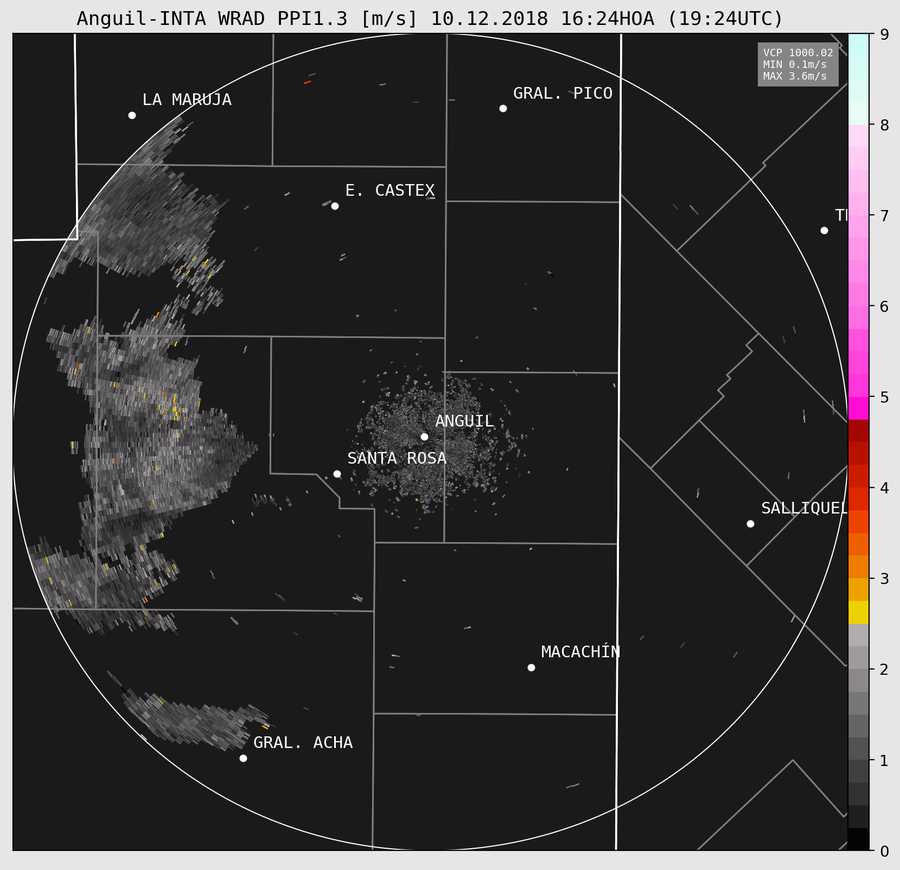 Anguil-INTA WRAD PPI1.3 [m/s] 10.12.2018 16:24HOA (19:24UTC)
VCP 1000.02
MIN 0.1m/s
MAX 3.6m/s
LA MARUJA
GRAL. PICO
E. CASTEX
ANGUIL
SANTA ROSA
SALLIQUEL
MACACHÍN
GRAL. ACHA
9
8
7
6
5
4
3
2
1
0